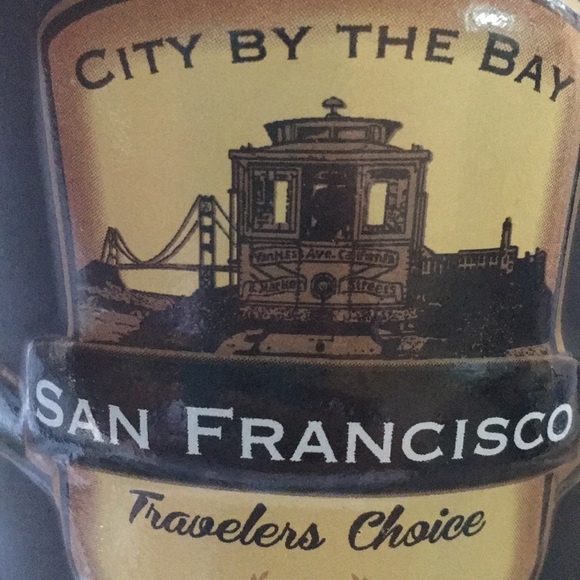 CITY BY THE BAY
Van Ness Ave. California
& Market Streets
SAN FRANCISCO
Travelers Choice